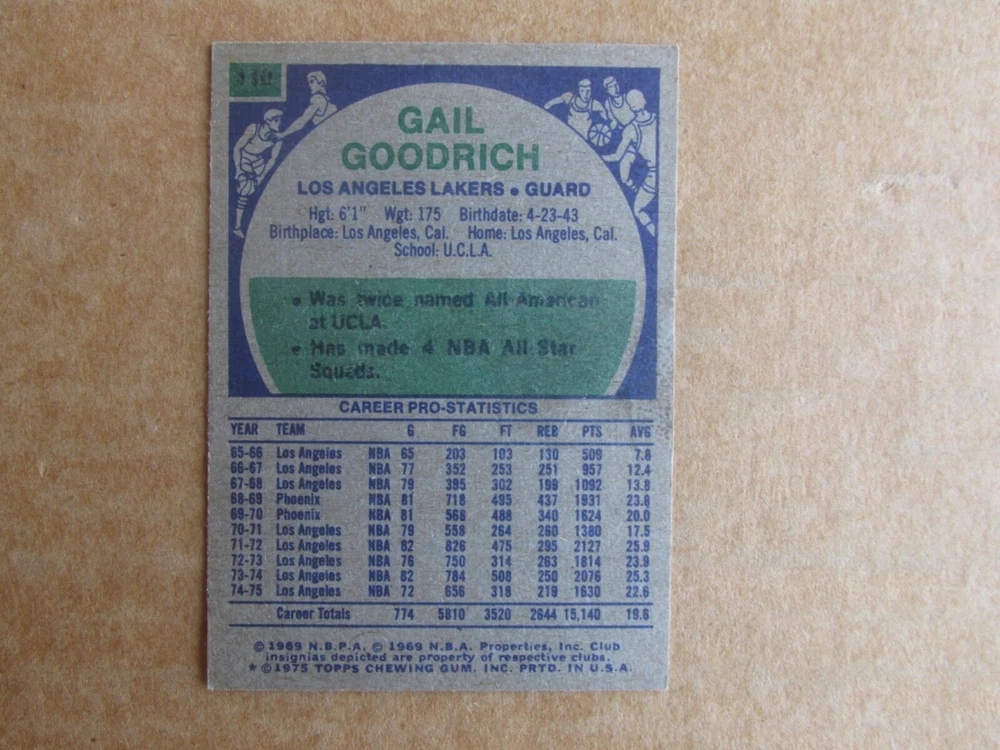 110
GAIL
GOODRICH
LOS ANGELES LAKERS • GUARD
Hgt: 6'1" Wgt: 175 Birthdate: 4-23-43
Birthplace: Los Angeles, Cal. Home: Los Angeles, Cal.
School: U.C.L.A.
• Was twice named All-American
at UCLA.
• Has made 4 NBA All Star
Squads.
CAREER PRO-STATISTICS
YEAR TEAM G FG FT REB PTS AVG
65-66 Los Angeles NBA 65 203 103 130 509 7.8
66-67 Los Angeles NBA 77 352 253 251 957 12.4
67-68 Los Angeles NBA 79 395 302 199 1092 13.8
68-69 Phoenix NBA 81 718 495 437 1931 23.8
69-70 Phoenix NBA 81 568 488 340 1624 20.0
70-71 Los Angeles NBA 79 558 264 260 1380 17.5
71-72 Los Angeles NBA 82 826 475 295 2127 25.9
72-73 Los Angeles NBA 76 750 314 263 1814 23.9
73-74 Los Angeles NBA 82 784 508 250 2076 25.3
74-75 Los Angeles NBA 72 656 318 219 1630 22.6
Career Totals 774 5810 3520 2644 15,140 19.6
© 1969 N.B.P.A. © 1969 N.B.A. Properties, Inc. Club
insignias depicted are property of respective clubs.
* © 1975 TOPPS CHEWING GUM, INC. PRTD. IN U.S.A.